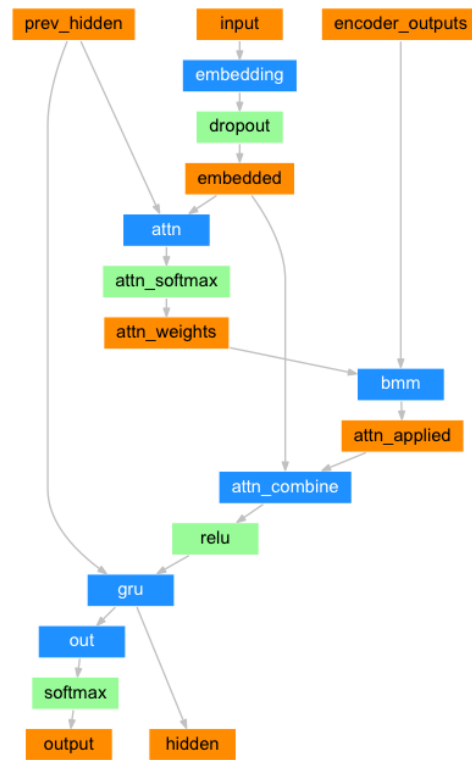 prev_hidden
input
encoder_outputs
embedding
dropout
embedded
attn
attn_softmax
attn_weights
bmm
attn_applied
attn_combine
relu
gru
out
softmax
output
hidden